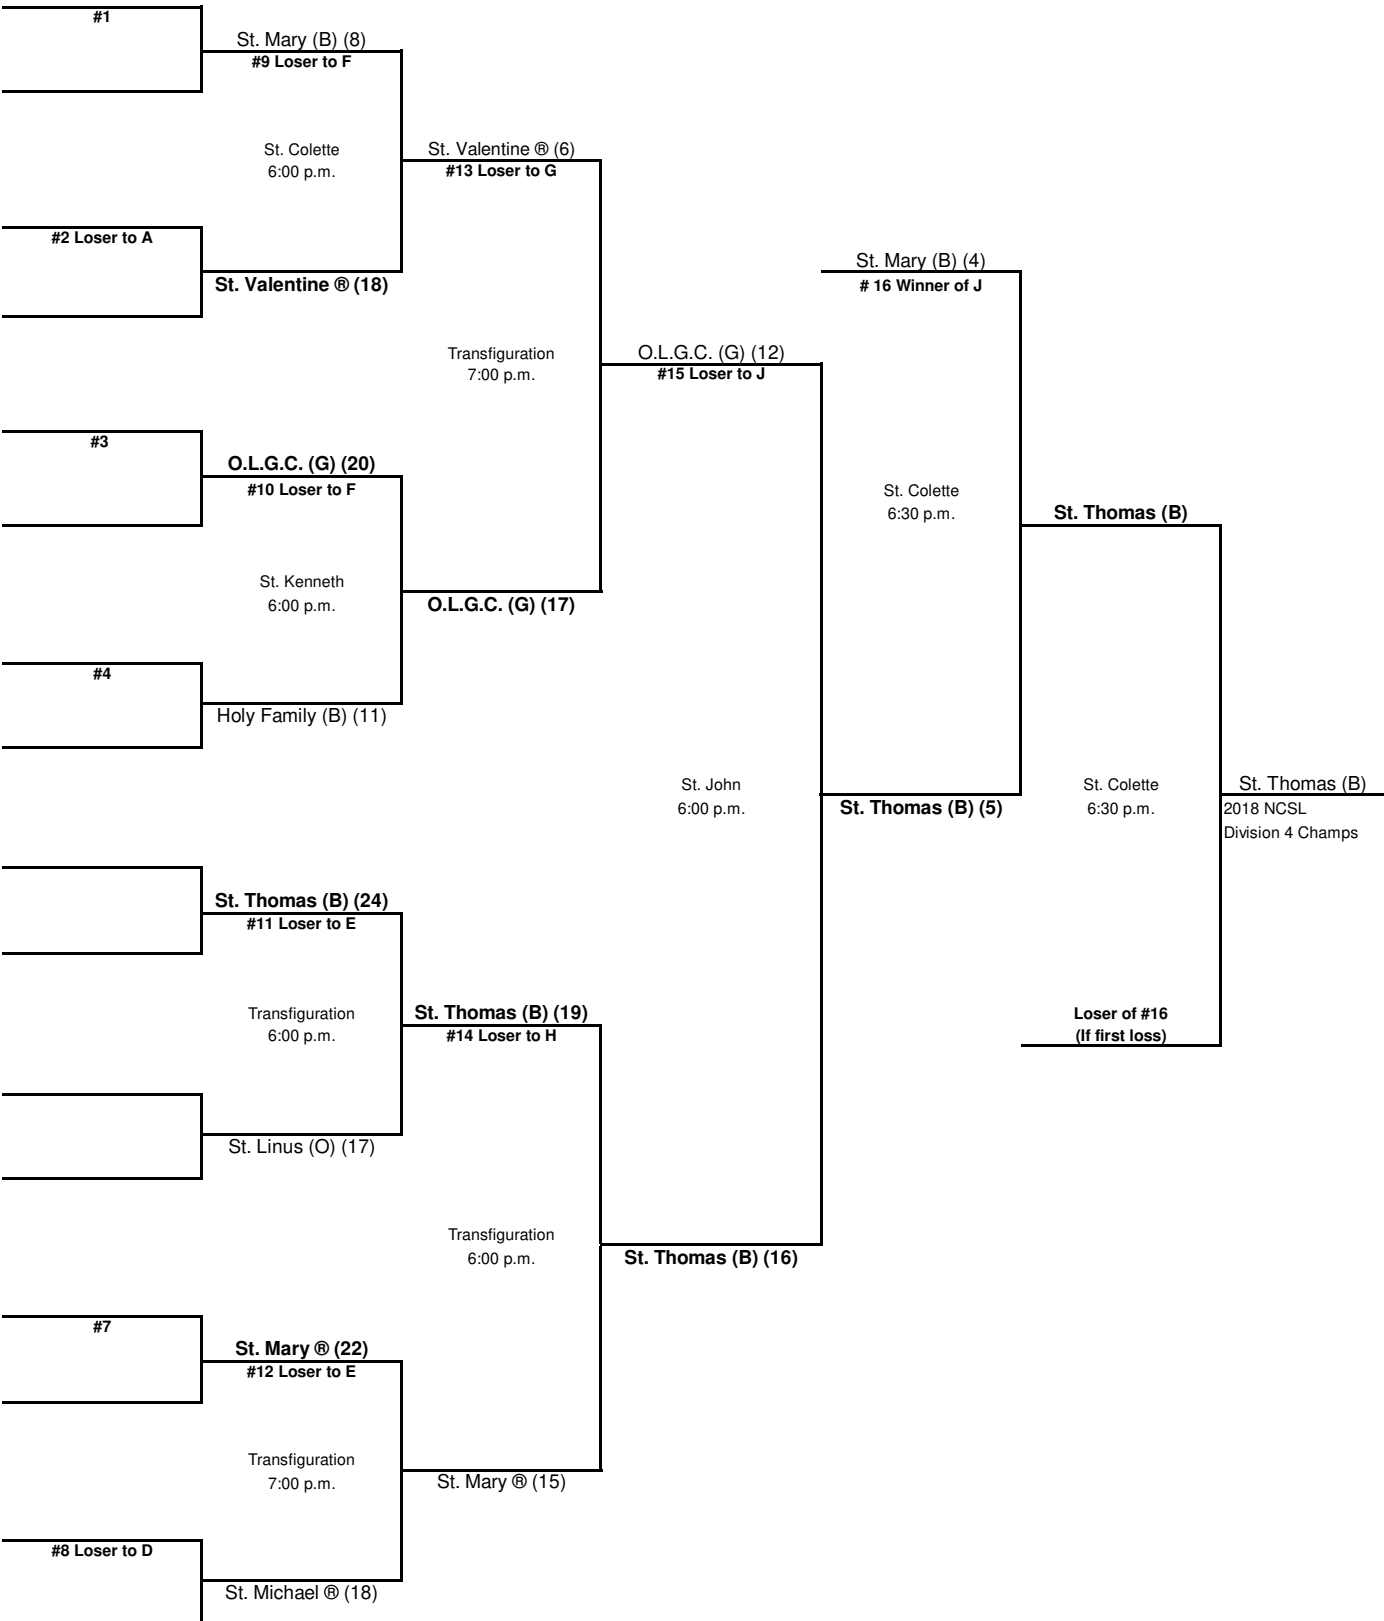 #1
St. Mary (B) (8)
#9 Loser to F
St. Colette
6:00 p.m.
St. Valentine ® (6)
#13 Loser to G
#2 Loser to A
St. Valentine ® (18)
St. Mary (B) (4)
# 16 Winner of J
Transfiguration
7:00 p.m.
O.L.G.C. (G) (12)
#15 Loser to J
#3
O.L.G.C. (G) (20)
#10 Loser to F
St. Colette
6:30 p.m.
St. Thomas (B)
St. Kenneth
6:00 p.m.
O.L.G.C. (G) (17)
#4
Holy Family (B) (11)
St. John
6:00 p.m.
St. Thomas (B) (5)
St. Colette
6:30 p.m.
St. Thomas (B)
2018 NCSL
Division 4 Champs
St. Thomas (B) (24)
#11 Loser to E
Transfiguration
6:00 p.m.
St. Thomas (B) (19)
#14 Loser to H
Loser of #16
(If first loss)
St. Linus (O) (17)
Transfiguration
6:00 p.m.
St. Thomas (B) (16)
#7
St. Mary ® (22)
#12 Loser to E
Transfiguration
7:00 p.m.
St. Mary ® (15)
#8 Loser to D
St. Michael ® (18)